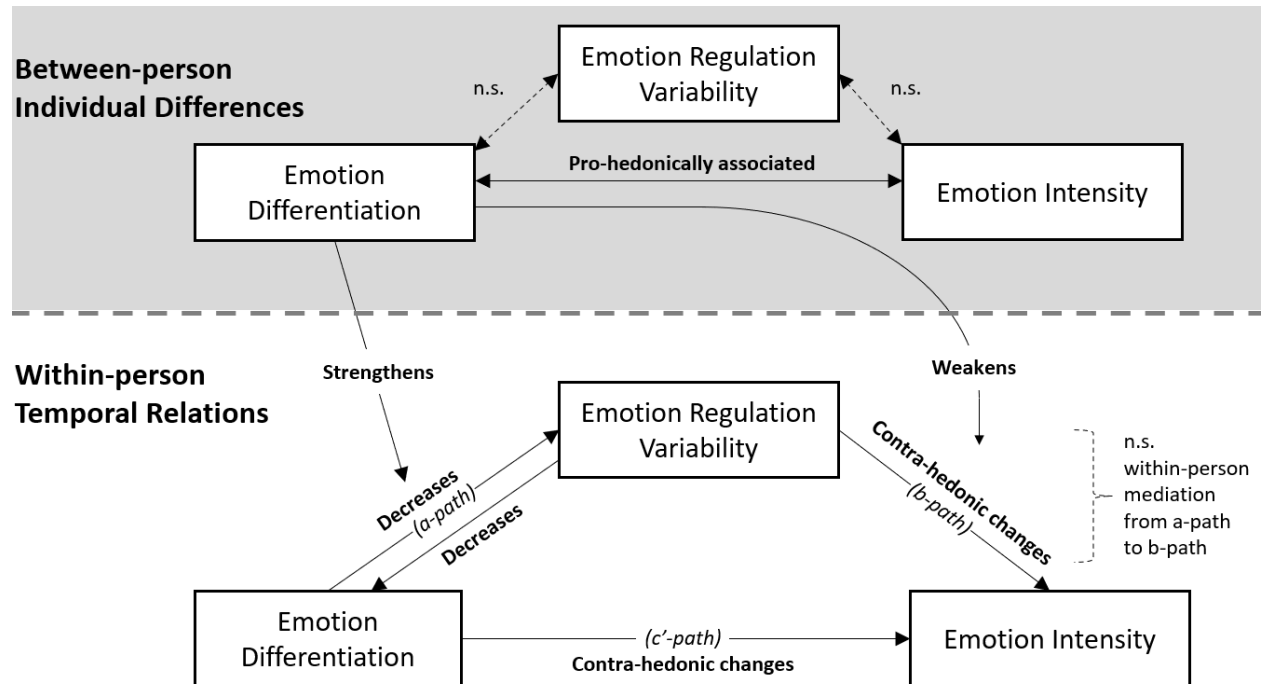 Between-person
Individual Differences
Emotion Regulation
Variability
n.s.
n.s.
Pro-hedonically associated
Emotion
Differentiation
Emotion Intensity
Within-person
Temporal Relations
Strengthens
Weakens
Emotion Regulation
Variability
Decreases
(a-path)
Decreases
Contra-hedonic changes
(b-path)
n.s.
within-person
mediation
from a-path
to b-path
Emotion
Differentiation
(c’-path)
Contra-hedonic changes
Emotion Intensity